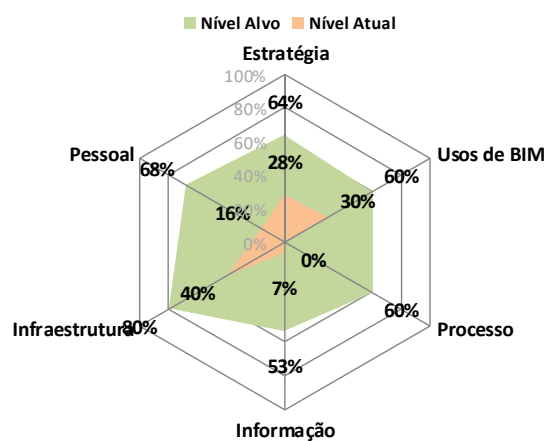 Nível Alvo Nível Atual
Estratégia
100%
80%
60%
40%
20%
0%
64%
28%
Usos de BIM
60%
30%
Pessoal
68%
16%
0%
7%
40%
Infraestrutura
80%
60%
Processo
53%
Informação